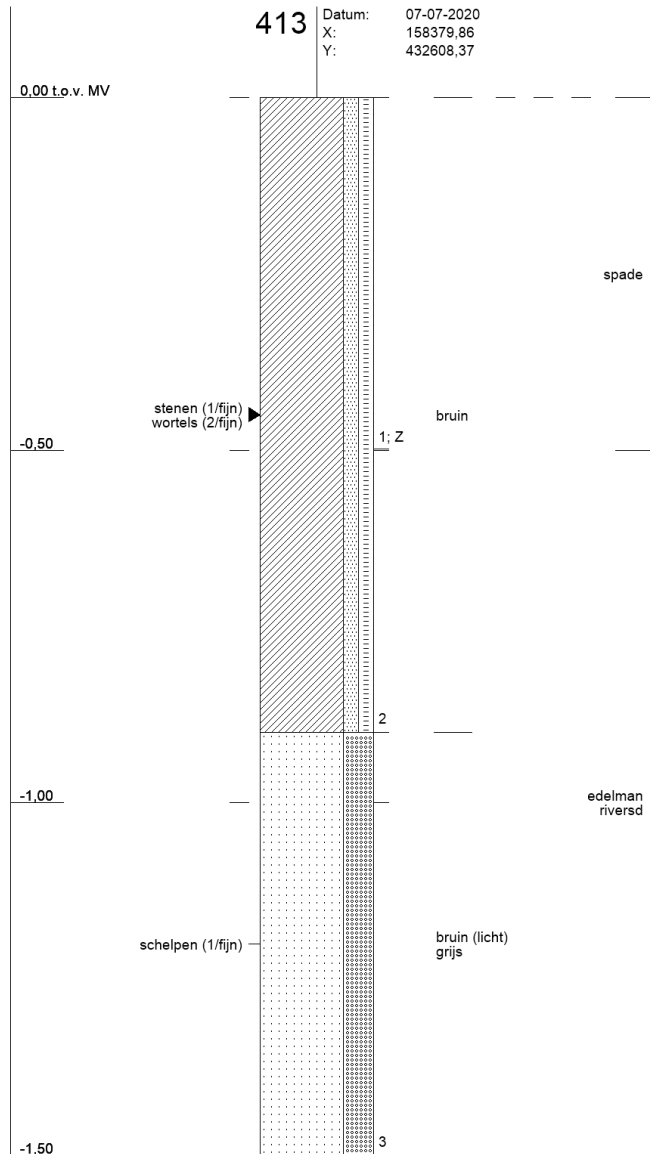 413
Datum: 07-07-2020
X: 158379,86
Y: 432608,37
0,00 t.o.v. MV
spade
stenen (1/fijn)
wortels (2/fijn)
bruin
1; Z
-0,50
2
-1,00
edelman
riversd
schelpen (1/fijn)
bruin (licht)
grijs
3
-1.50